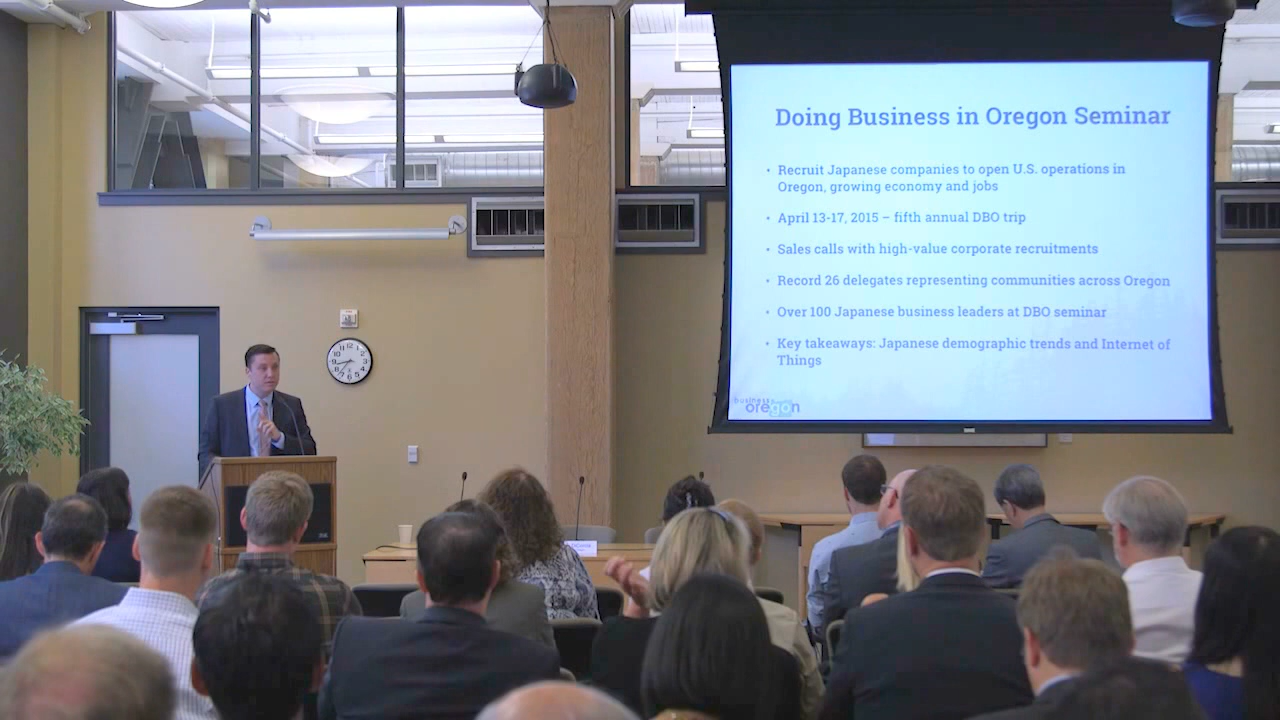 Doing Business in Oregon Seminar
• Recruit Japanese companies to open U.S. operations in
Oregon, growing economy and jobs
• April 13-17, 2015 – fifth annual DBO trip
• Sales calls with high-value corporate recruitments
• Record 26 delegates representing communities across Oregon
• Over 100 Japanese business leaders at DBO seminar
• Key takeaways: Japanese demographic trends and Internet of
Things
business
oregon